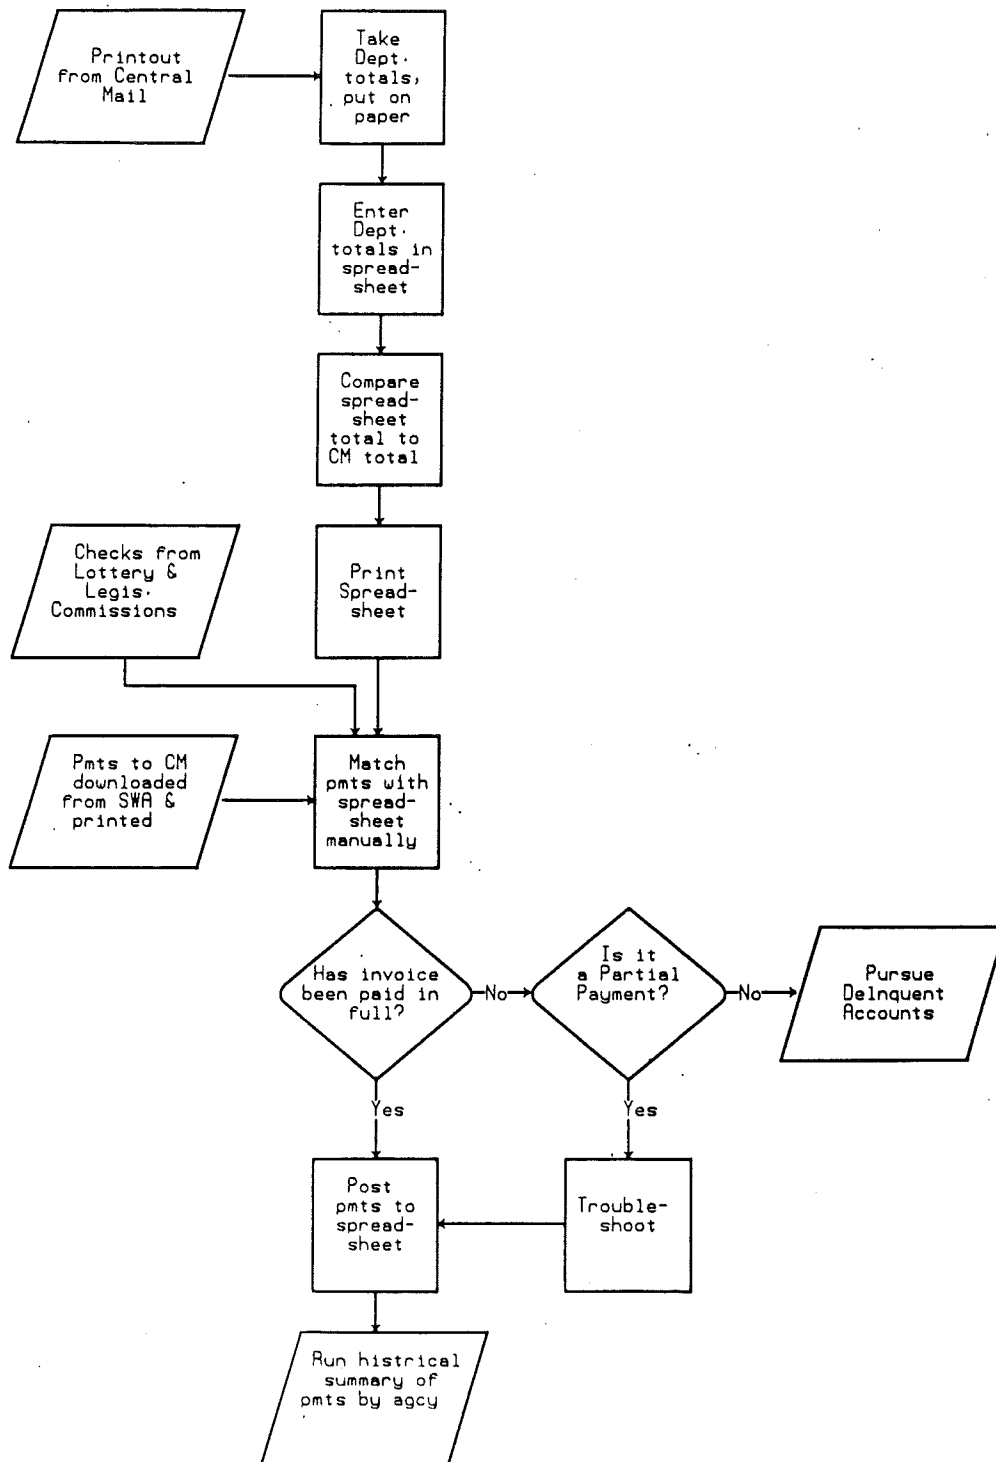 Printout
from Central
Mail
Take
Dept.
totals,
put on
paper
Enter
Dept.
totals in
spread-
sheet
Compare
spread-
sheet
total to
CM total
Checks from
Lottery &
Legis.
Commissions
Print
Spread-
sheet
Pmts to CM
downloaded
from SWA &
printed
Match
pmts with
spread-
sheet
manually
Has invoice
been paid in
full?
No
Is it
a Partial
Payment?
No
Pursue
Delnquent
Accounts
Yes
Yes
Post
pmts to
spread-
sheet
Trouble-
shoot
Run histrical
summary of
pmts by agcy